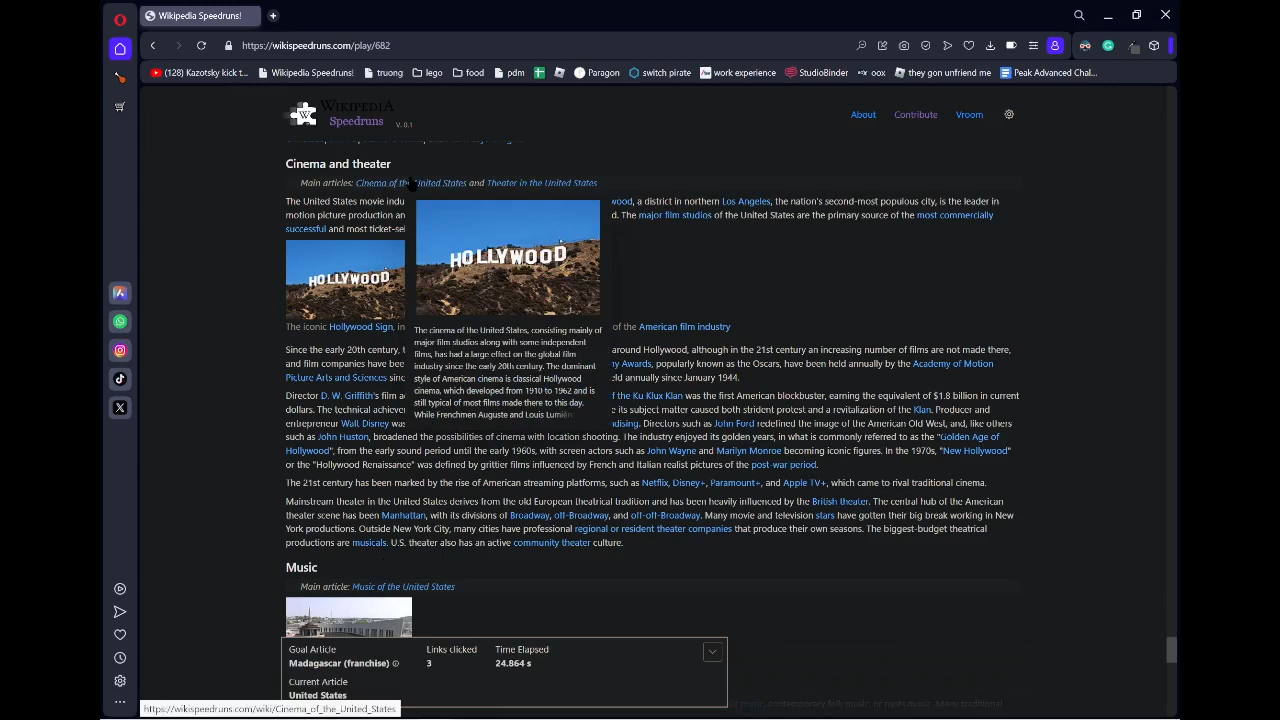 Wikipedia Speedruns!
https://wikispeedruns.com/play/682
(128) Kazotsky kick t...
Wikipedia Speedruns!
truong
lego
food
pdm
Paragon
switch pirate
work experience
StudioBinder
oox
they gon unfriend me
Peak Advanced Chal...
WIKIPEDIA
Speedruns
V. 0.1
About
Contribute
Vroom
Cinema and theater
Main articles: Cinema of the United States and Theater in the United States
The United States movie indu wood, a district in northern Los Angeles, the nation's second-most populous city, is the leader in
motion picture production an d. The major film studios of the United States are the primary source of the most commercially
successful and most ticket-sel
HOLLYWOOD
HOLLYWOOD
The cinema of the United States, consisting mainly of
major film studios along with some independent
films, has had a large effect on the global film
industry since the early 20th century. The dominant
style of American cinema is classical Hollywood
cinema, which developed from 1910 to 1962 and is
still typical of most films made there to this day.
While Frenchmen Auguste and Louis Lumière
The iconic Hollywood Sign, in of the American film industry
Since the early 20th century, t around Hollywood, although in the 21st century an increasing number of films are not made there,
and film companies have been ny Awards, popularly known as the Oscars, have been held annually by the Academy of Motion
Picture Arts and Sciences sinc eld annually since January 1944.
Director D. W. Griffith's film a of the Ku Klux Klan was the first American blockbuster, earning the equivalent of $1.8 billion in current
dollars. The technical achieve its subject matter caused both strident protest and a revitalization of the Klan. Producer and
entrepreneur Walt Disney was dising. Directors such as John Ford redefined the image of the American Old West, and, like others
such as John Huston, broadened the possibilities of cinema with location shooting. The industry enjoyed its golden years, in what is commonly referred to as the "Golden Age of
Hollywood", from the early sound period until the early 1960s, with screen actors such as John Wayne and Marilyn Monroe becoming iconic figures. In the 1970s, "New Hollywood"
or the "Hollywood Renaissance" was defined by grittier films influenced by French and Italian realist pictures of the post-war period.
The 21st century has been marked by the rise of American streaming platforms, such as Netflix, Disney+, Paramount+, and Apple TV+, which came to rival traditional cinema.
Mainstream theater in the United States derives from the old European theatrical tradition and has been heavily influenced by the British theater. The central hub of the American
theater scene has been Manhattan, with its divisions of Broadway, off-Broadway, and off-off-Broadway. Many movie and television stars have gotten their big break working in New
York productions. Outside New York City, many cities have professional regional or resident theater companies that produce their own seasons. The biggest-budget theatrical
productions are musicals. U.S. theater also has an active community theater culture.
Music
Main article: Music of the United States
Goal Article
Links clicked
Time Elapsed
Madagascar (franchise)
3
24.864 s
Current Article
United States
https://wikispeedruns.com/wiki/Cinema_of_the_United_States